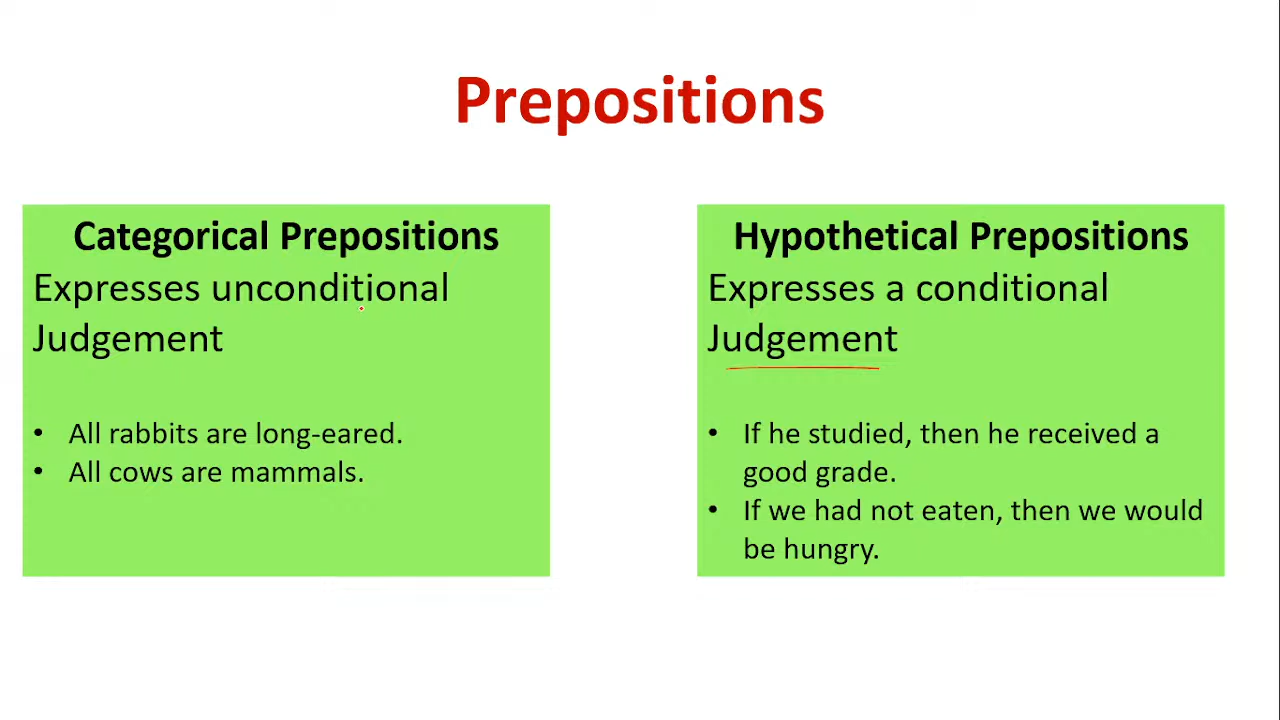 Prepositions
Categorical Prepositions
Expresses unconditional
Judgement
• All rabbits are long-eared.
• All cows are mammals.
Hypothetical Prepositions
Expresses a conditional
Judgement
• If he studied, then he received a
good grade.
• If we had not eaten, then we would
be hungry.